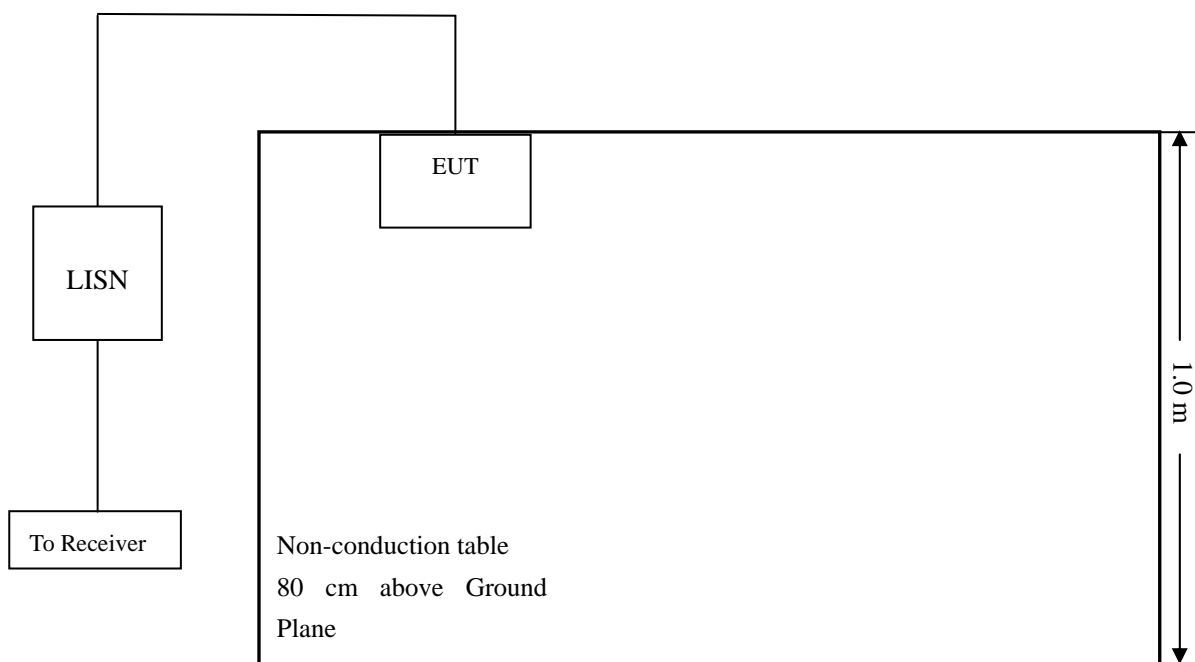 EUT
LISN
1.0 m
To Receiver
Non-conduction table
80 cm above Ground
Plane